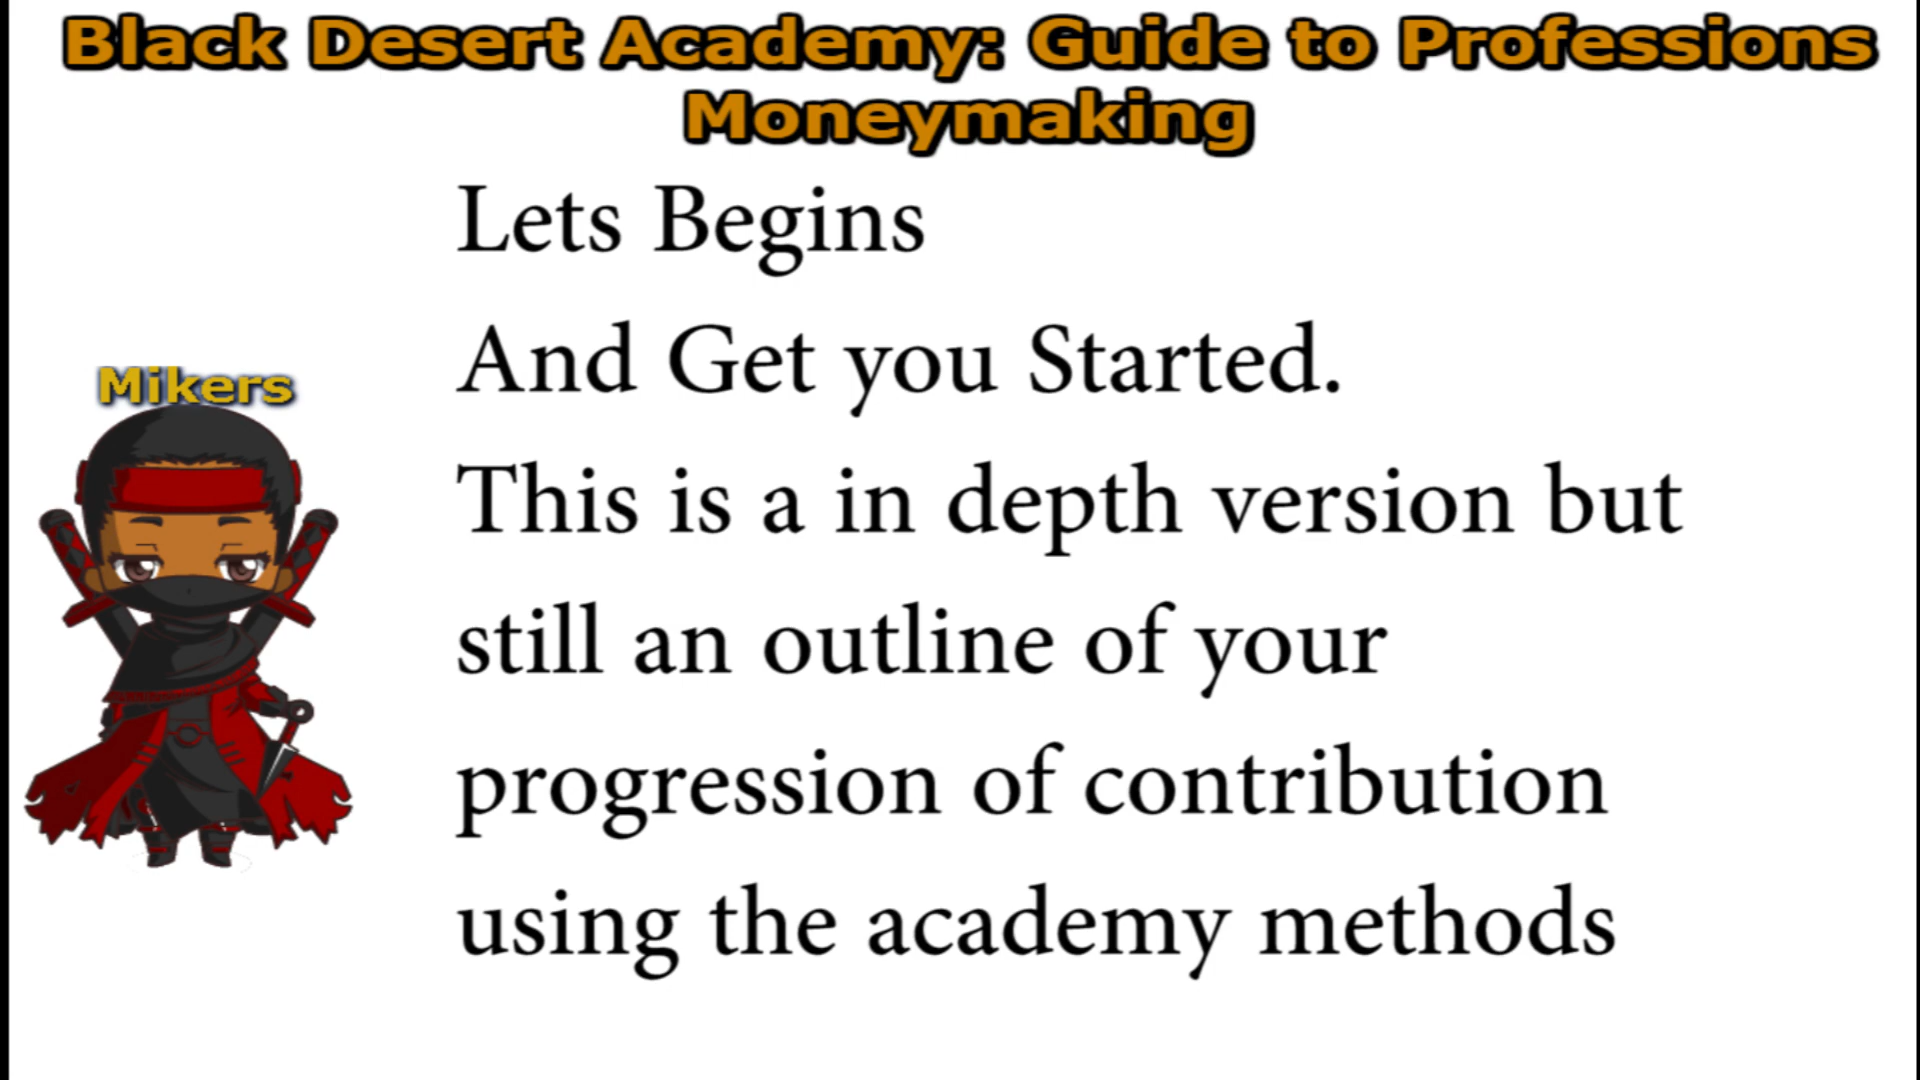 Black Desert Academy: Guide to Professions
Moneymaking
Lets Begins
And Get you Started.
This is a in depth version but
still an outline of your
progression of contribution
using the academy methods
Mikers